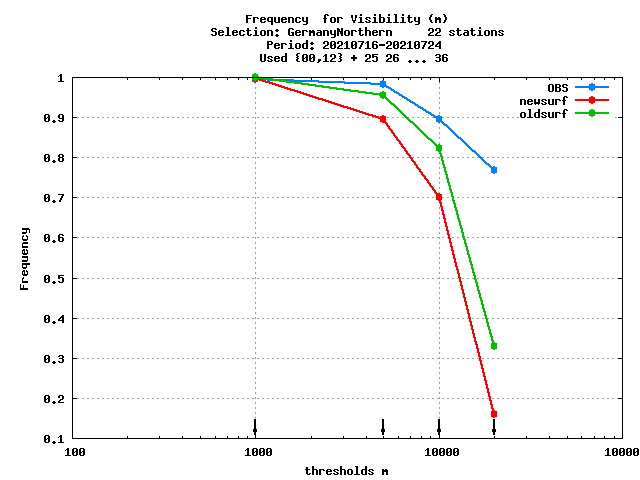 Frequency  for Visibility (m)
Selection: GermanyNorthern     22 stations
Period: 20210716-20210724
Used {00,12} + 25 26 ... 36
OBS
newsurf
oldsurf
1
0.9
0.8
0.7
0.6
0.5
0.4
0.3
0.2
0.1
Frequency
100
1000
10000
10000
thresholds m